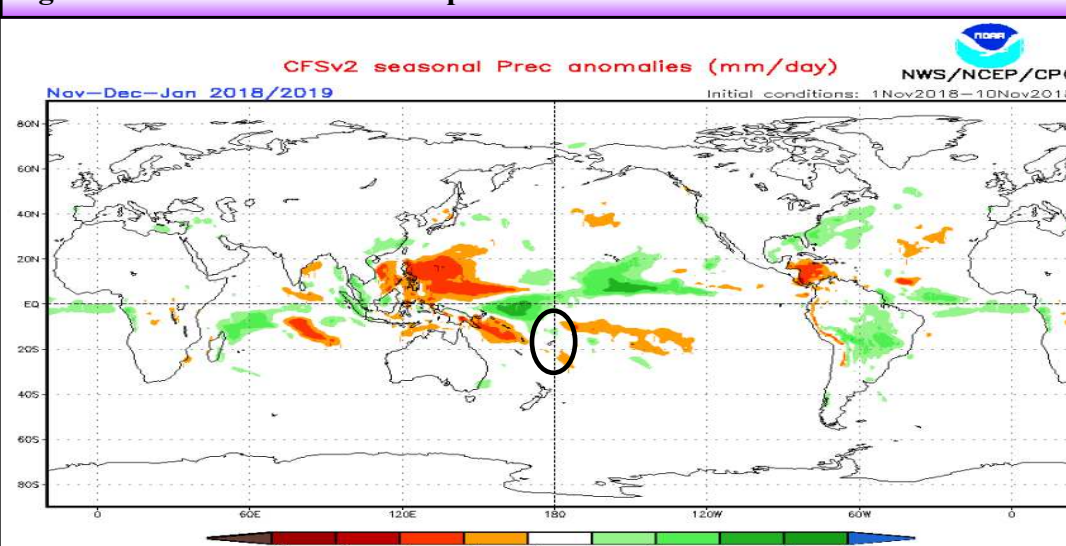 NOAA
CFSv2 seasonal Prec anomalies (mm/day)
NWS/NCEP/CP
Nov-Dec-Jan 2018/2019
Initial conditions: 1Nov2018-10Nov201
80N
60N
40N
20N
EQ
20S
40S
60S
80S
0 60E 120E 180 120W 60W 0